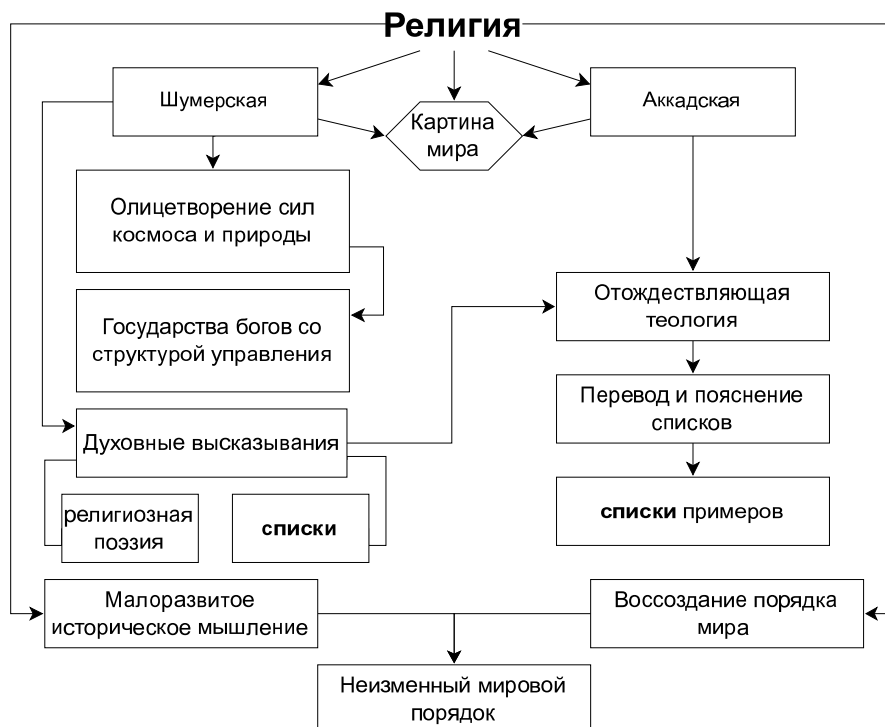 Религия
Шумерская
Картина
мира
Аккадская
Олицетворение сил
космоса и природы
Государства богов со
структурой управления
Отождествляющая
теология
Перевод и пояснение
списков
Духовные высказывания
религиозная
поэзия
списки
списки примеров
Малоразвитое
историческое мышление
Воссоздание порядка
мира
Неизменный мировой
порядок